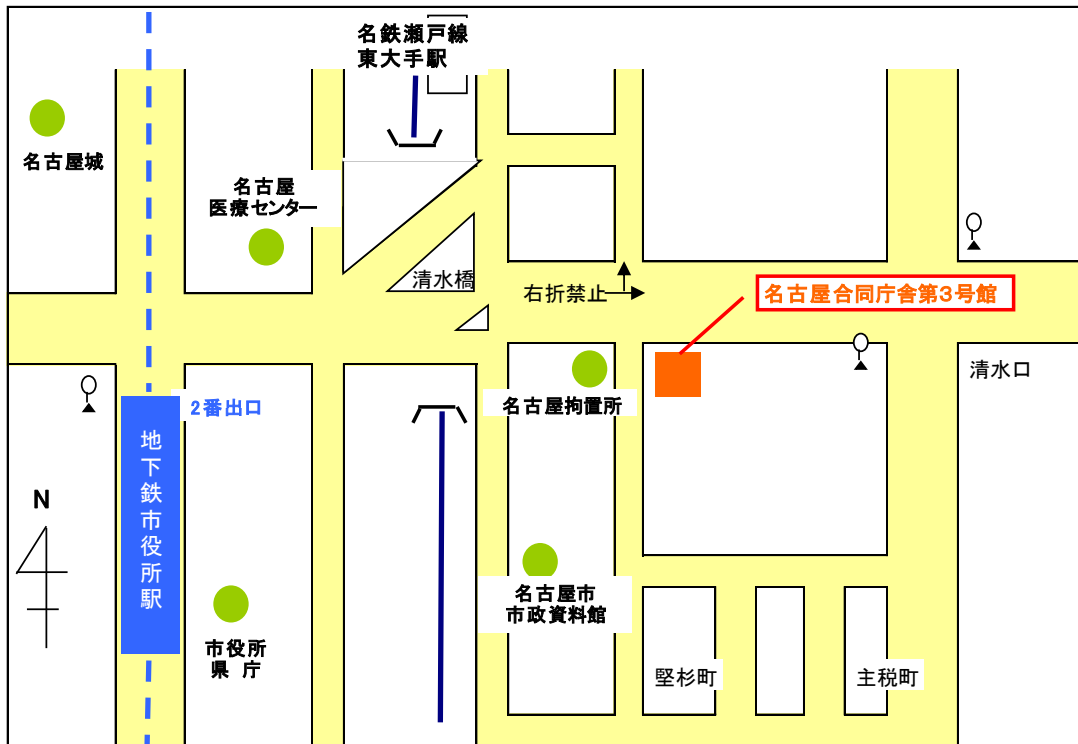 名鉄瀬戸線
東大手駅
名古屋城
名古屋
医療センター
清水橋
右折禁止
名古屋合同庁舎第3号館
清水口
2番出口
名古屋拘置所
地下鉄市役所駅
N
名古屋市
市政資料館
市役所
県 庁
堅杉町
主税町